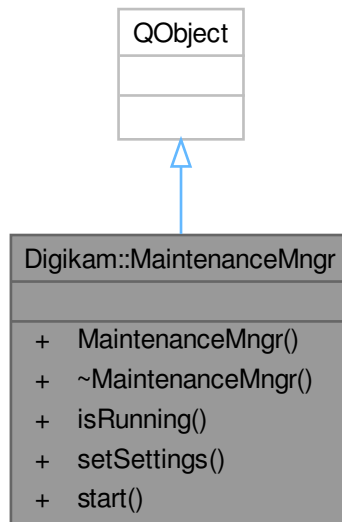 QObject
Digikam::MaintenanceMngr
+ MaintenanceMngr()
+ ~MaintenanceMngr()
+ isRunning()
+ setSettings()
+ start()